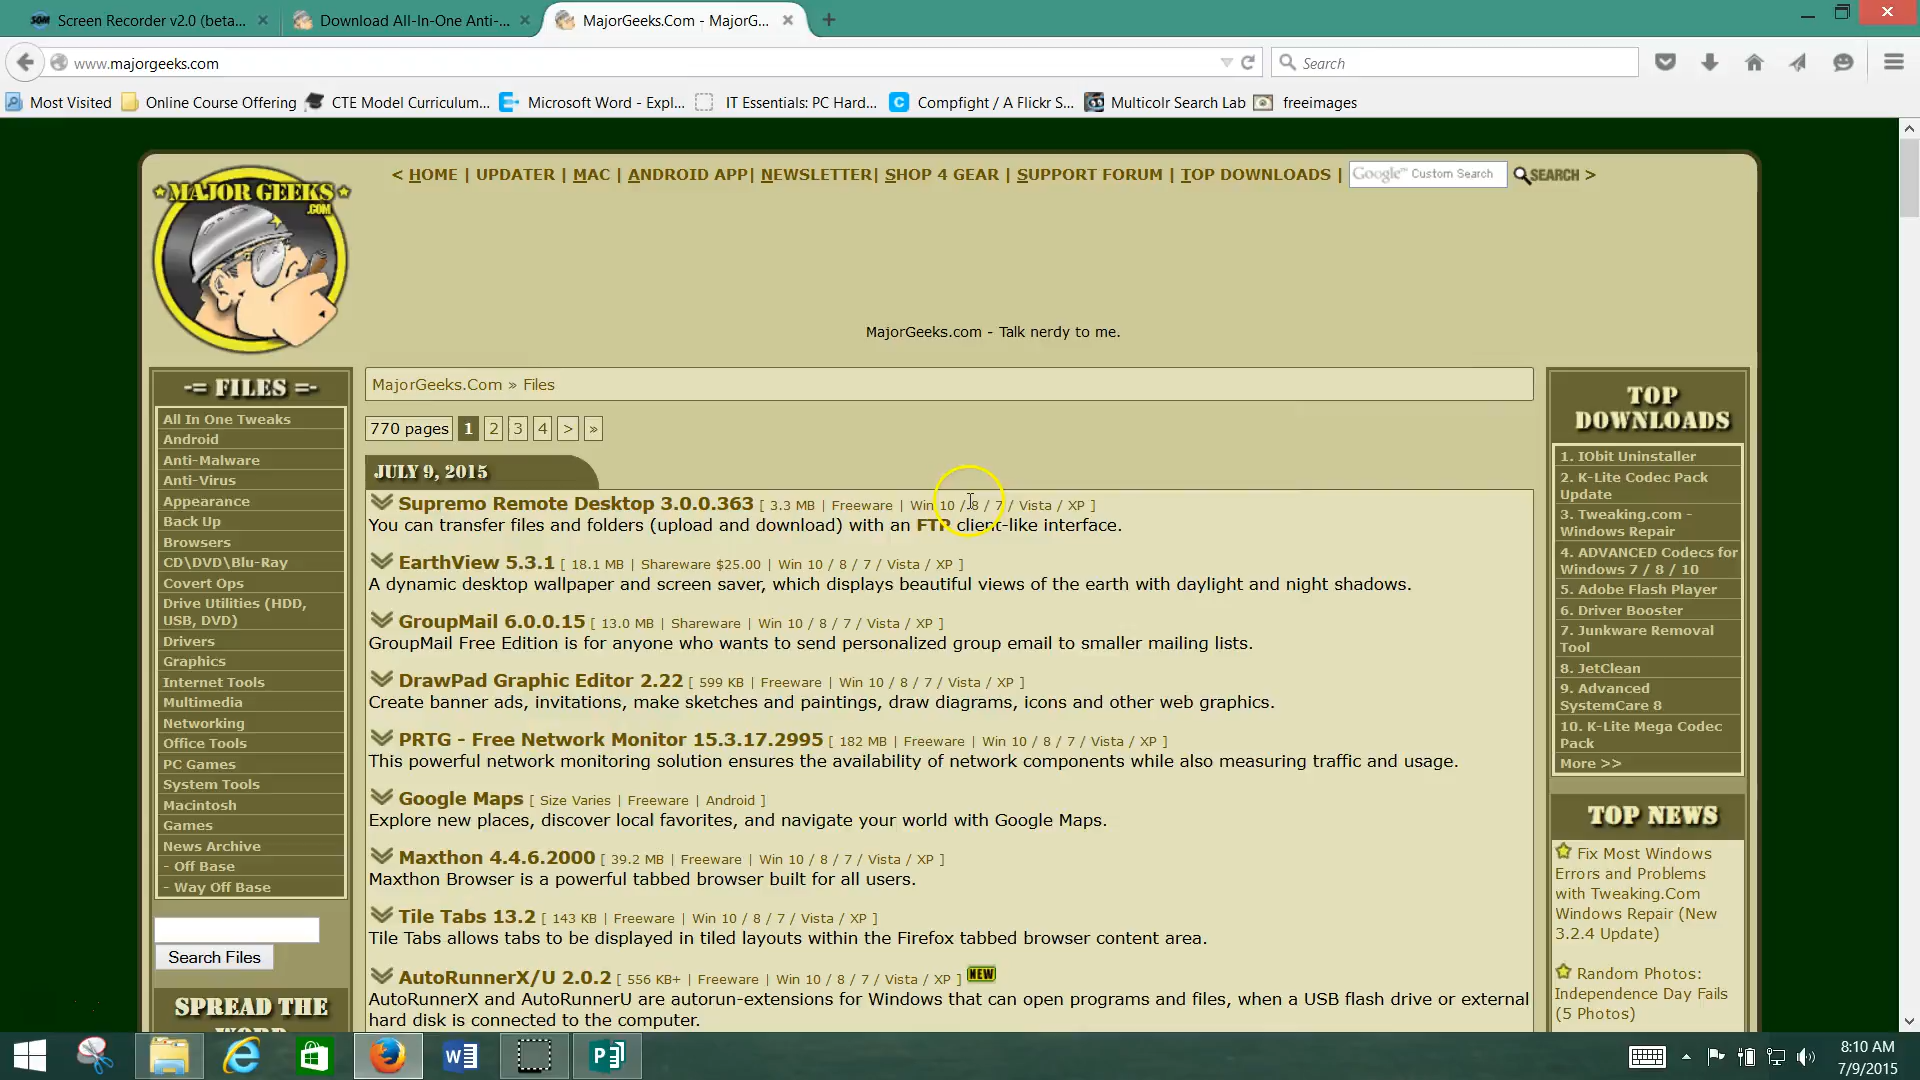 Screen Recorder v2.0 (beta...
Download All-In-One Anti-...
MajorGeeks.Com - MajorG...
www.majorgeeks.com
Search
Most Visited
Online Course Offering
CTE Model Curriculum...
Microsoft Word - Expl...
IT Essentials: PC Hard...
Compfight / A Flickr S...
Multicolr Search Lab
freeimages
MAJOR GEEKS
.COM
< HOME | UPDATER | MAC | ANDROID APP| NEWSLETTER| SHOP 4 GEAR | SUPPORT FORUM | TOP DOWNLOADS |
Google™ Custom Search
SEARCH >
MajorGeeks.com - Talk nerdy to me.
-= FILES =-
All In One Tweaks
Android
Anti-Malware
Anti-Virus
Appearance
Back Up
Browsers
CD\DVD\Blu-Ray
Covert Ops
Drive Utilities (HDD,
USB, DVD)
Drivers
Graphics
Internet Tools
Multimedia
Networking
Office Tools
PC Games
System Tools
Macintosh
Games
News Archive
- Off Base
- Way Off Base
Search Files
SPREAD THE
MajorGeeks.Com » Files
770 pages 1 2 3 4 > »
JULY 9, 2015
Supremo Remote Desktop 3.0.0.363 [ 3.3 MB | Freeware | Win 10 / 8 / 7 / Vista / XP ]
You can transfer files and folders (upload and download) with an FTP client-like interface.
EarthView 5.3.1 [ 18.1 MB | Shareware $25.00 | Win 10 / 8 / 7 / Vista / XP ]
A dynamic desktop wallpaper and screen saver, which displays beautiful views of the earth with daylight and night shadows.
GroupMail 6.0.0.15 [ 13.0 MB | Shareware | Win 10 / 8 / 7 / Vista / XP ]
GroupMail Free Edition is for anyone who wants to send personalized group email to smaller mailing lists.
DrawPad Graphic Editor 2.22 [ 599 KB | Freeware | Win 10 / 8 / 7 / Vista / XP ]
Create banner ads, invitations, make sketches and paintings, draw diagrams, icons and other web graphics.
PRTG - Free Network Monitor 15.3.17.2995 [ 182 MB | Freeware | Win 10 / 8 / 7 / Vista / XP ]
This powerful network monitoring solution ensures the availability of network components while also measuring traffic and usage.
Google Maps [ Size Varies | Freeware | Android ]
Explore new places, discover local favorites, and navigate your world with Google Maps.
Maxthon 4.4.6.2000 [ 39.2 MB | Freeware | Win 10 / 8 / 7 / Vista / XP ]
Maxthon Browser is a powerful tabbed browser built for all users.
Tile Tabs 13.2 [ 143 KB | Freeware | Win 10 / 8 / 7 / Vista / XP ]
Tile Tabs allows tabs to be displayed in tiled layouts within the Firefox tabbed browser content area.
AutoRunnerX/U 2.0.2 [ 556 KB+ | Freeware | Win 10 / 8 / 7 / Vista / XP ] NEW
AutoRunnerX and AutoRunnerU are autorun-extensions for Windows that can open programs and files, when a USB flash drive or external
hard disk is connected to the computer.
TOP
DOWNLOADS
1. IObit Uninstaller
2. K-Lite Codec Pack
Update
3. Tweaking.com -
Windows Repair
4. ADVANCED Codecs for
Windows 7 / 8 / 10
5. Adobe Flash Player
6. Driver Booster
7. Junkware Removal
Tool
8. JetClean
9. Advanced
SystemCare 8
10. K-Lite Mega Codec
Pack
More >>
TOP NEWS
Fix Most Windows
Errors and Problems
with Tweaking.Com
Windows Repair (New
3.2.4 Update)
Random Photos:
Independence Day Fails
(5 Photos)
8:10 AM
7/9/2015